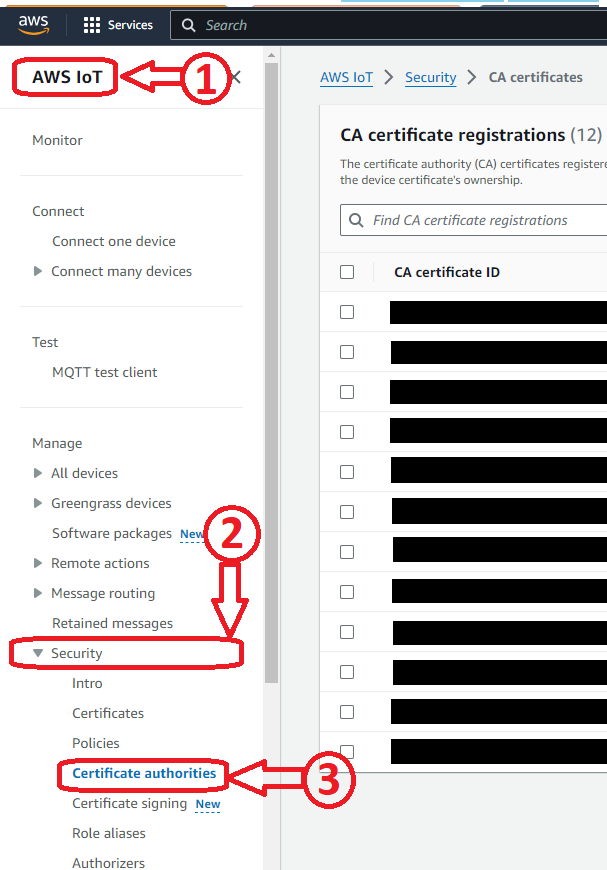 aws
Services
Search
AWS IoT
1
Monitor
Connect
Connect one device
Connect many devices
Test
MQTT test client
Manage
All devices
Greengrass devices
Software packages New
2
Remote actions
Message routing
Retained messages
Security
Intro
Certificates
Policies
Certificate authorities
3
Certificate signing New
Role aliases
Authorizers
AWS IoT > Security > CA certificates
CA certificate registrations (12)
The certificate authority (CA) certificates registere
the device certificate's ownership.
Find CA certificate registrations
CA certificate ID